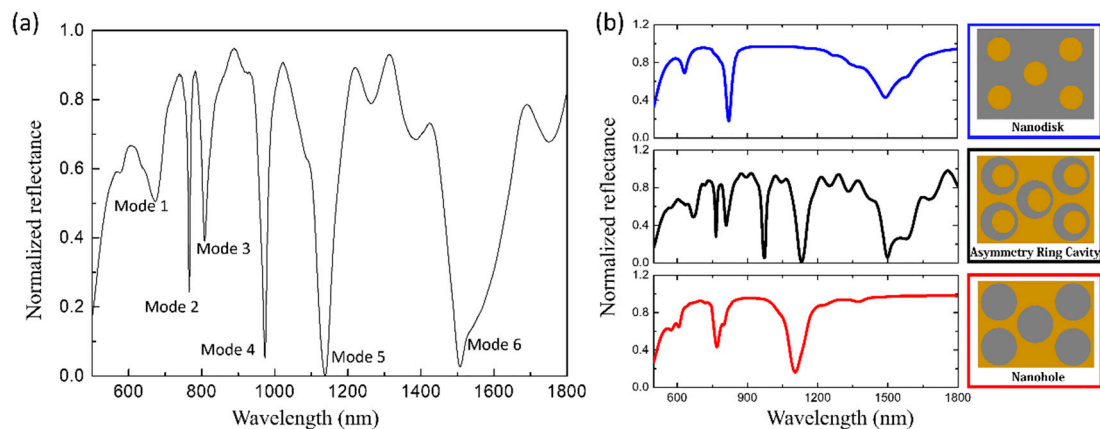 (a)
Normalized reflectance
1.0
0.8
0.6
0.4
0.2
0.0
Mode 1
Mode 2
Mode 3
Mode 4
Mode 5
Mode 6
600 800 1000 1200 1400 1600 1800
Wavelength (nm)
(b)
Normalized reflectance
1.2
0.8
0.4
0.0
1.2
0.8
0.4
0.0
1.2
0.8
0.4
0.0
600 900 1200 1500 1800
Wavelength (nm)
Nanodisk
Asymmetry Ring Cavity
Nanohole